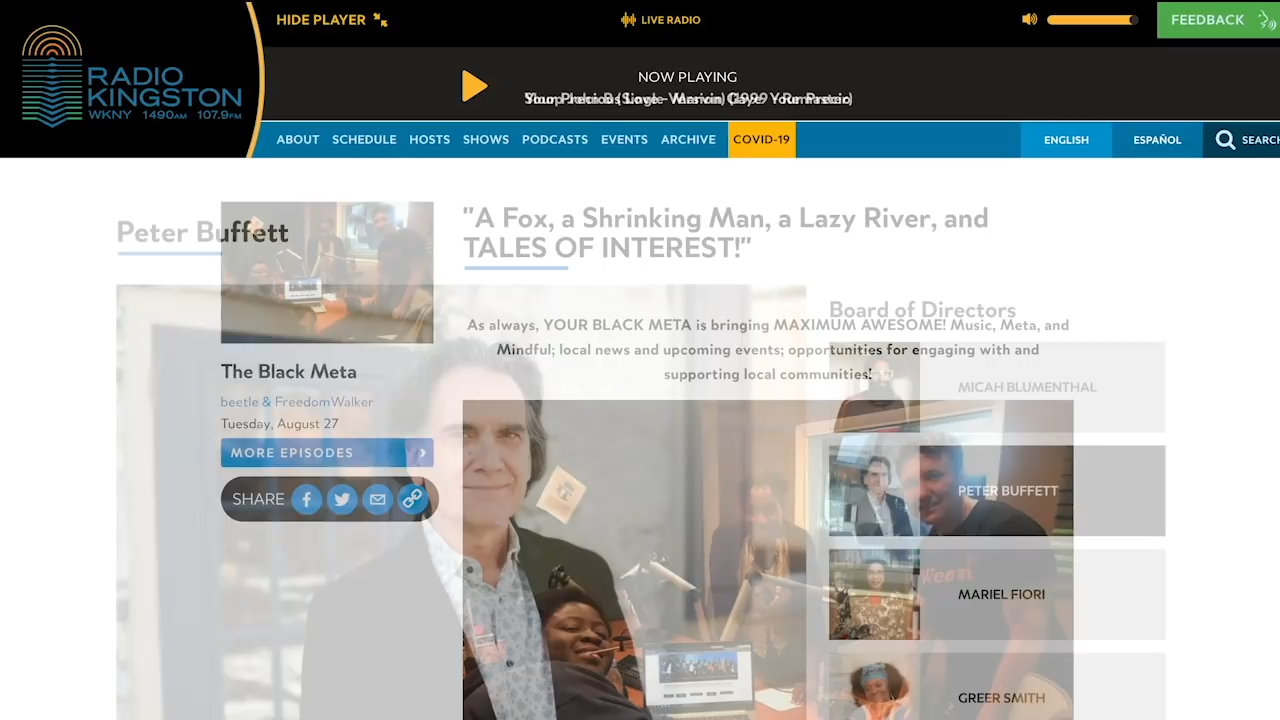 HIDE PLAYER
LIVE RADIO
FEEDBACK
RADIO
KINGSTON
WKNY 1490AM 107.9FM
NOW PLAYING
ABOUT SCHEDULE HOSTS SHOWS PODCASTS EVENTS ARCHIVE COVID-19
ENGLISH ESPAÑOL SEARCH
Peter Buffett
"A Fox, a Shrinking Man, a Lazy River, and
TALES OF INTEREST!"
Board of Directors
As always, YOUR BLACK META is bringing MAXIMUM AWESOME! Music, Meta, and
Mindful; local news and upcoming events; opportunities for engaging with and
supporting local communities!
The Black Meta
beetle & FreedomWalker
Tuesday, August 27
MORE EPISODES
SHARE
MICAH BLUMENTHAL
PETER BUFFETT
MARIEL FIORI
GREER SMITH